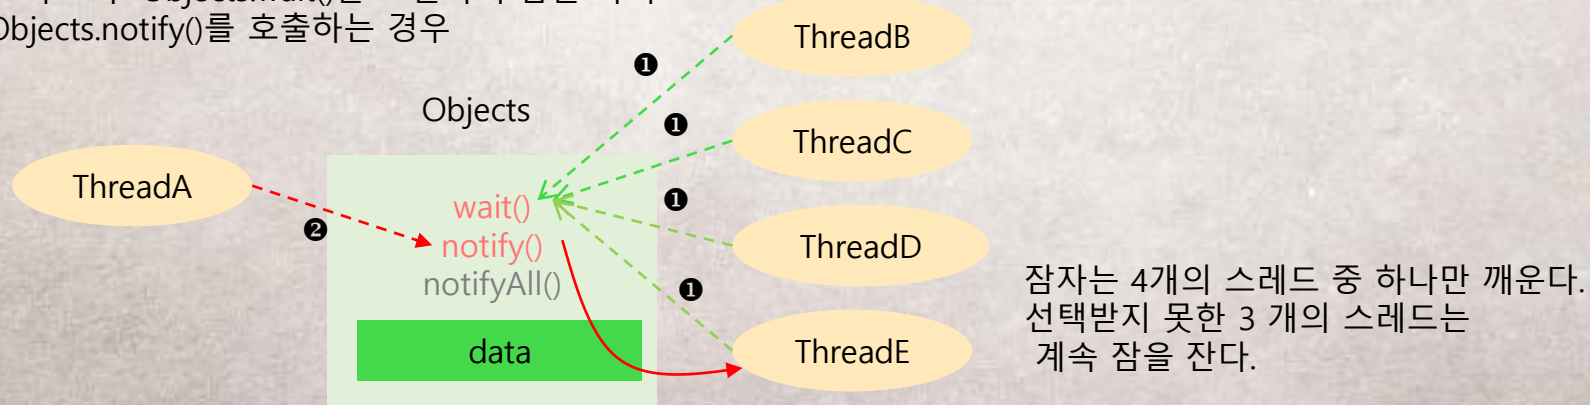 Objects.notify()를 호출하는 경우
ThreadB
❶
Objects
❶
ThreadC
ThreadA
❶
wait()
❷
notify()
ThreadD
notifyAll()
❶
잠자는 4개의 스레드 중 하나만 깨운다.
선택받지 못한 3 개의 스레드는
계속 잠을 잔다.
data
ThreadE